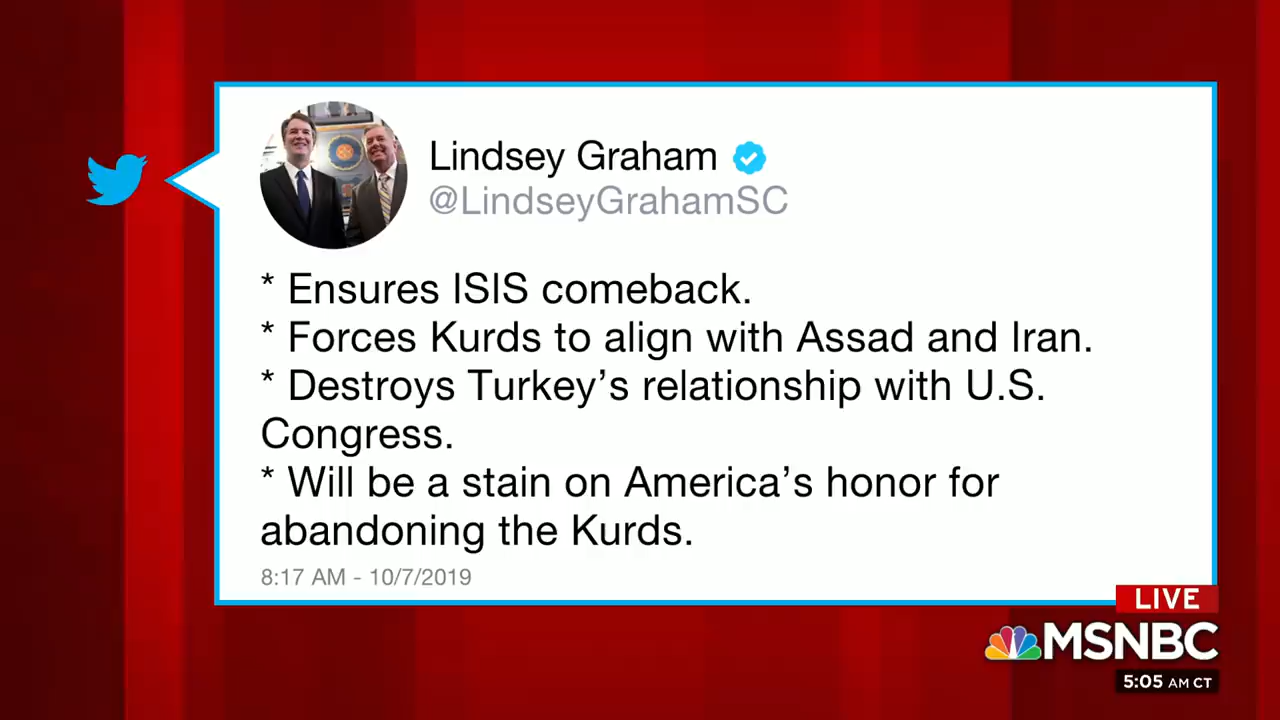 Lindsey Graham
@LindseyGrahamSC
* Ensures ISIS comeback.
* Forces Kurds to align with Assad and Iran.
* Destroys Turkey’s relationship with U.S.
Congress.
* Will be a stain on America’s honor for
abandoning the Kurds.
8:17 AM - 10/7/2019
LIVE
MSNBC
5:05 AM CT